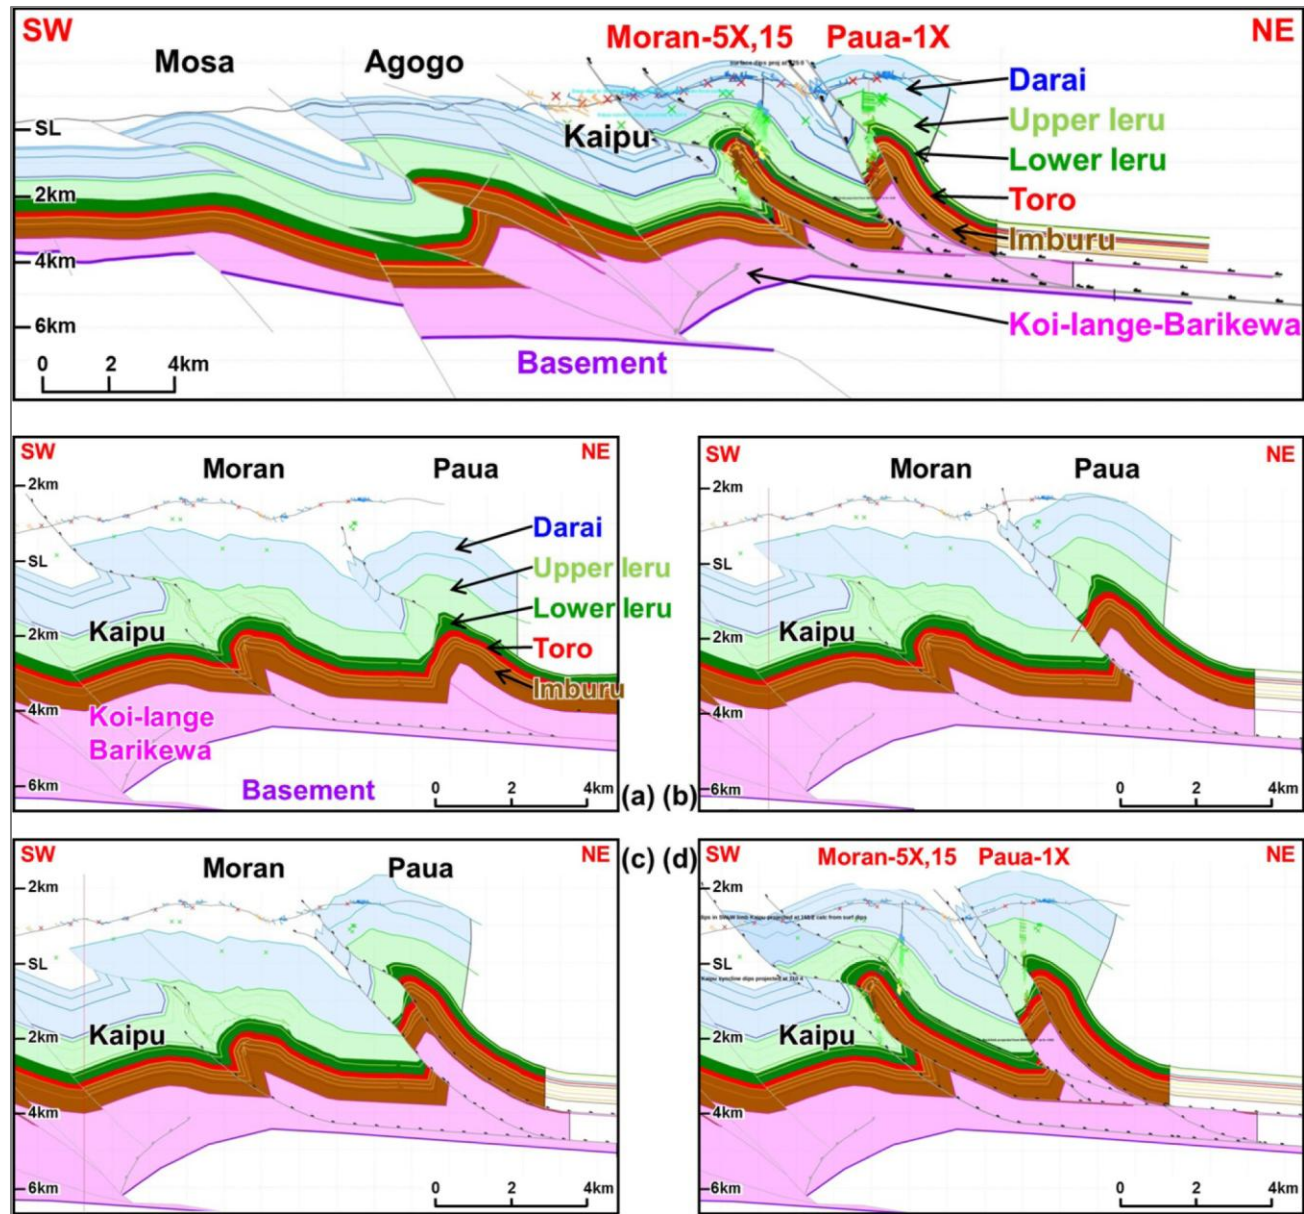 SW
NE
Moran-5X,15
Paua-1X
Mosa
Agogo
Darai
Upper Ieru
SL
Kaipu
Lower Ieru
2km
Toro
Imburu
4km
6km
Koi-Iange-Barikewa
0 2 4km
Basement
SW
NE
Moran
Paua
2km
Darai
SL
Upper Ieru
Lower Ieru
Kaipu
2km
Toro
Imburu
Koi-Iange
Barikewa
4km
6km
Basement
0 2 4km
(a) (b)
SW
NE
Moran
Paua
2km
SL
Kaipu
2km
4km
6km
0 2 4km
SW
NE
Moran
Paua
2km
SL
Kaipu
2km
4km
6km
0 2 4km
(c) (d)
SW
NE
Moran-5X,15
Paua-1X
2km
SL
Kaipu
2km
4km
6km
0 2 4km